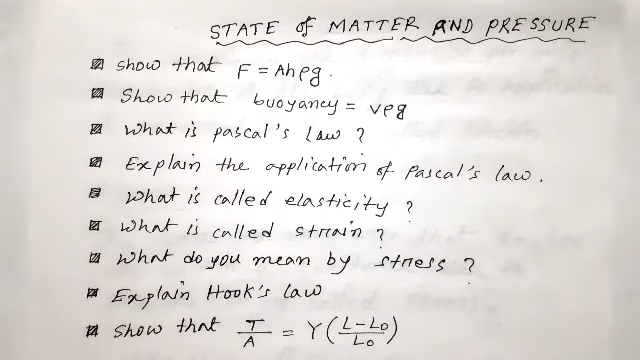 STATE of MATTER AND PRESSURE
show that F = Ahρg.
Show that buoyancy = vρg
What is pascal's law?
Explain the application of Pascal's law.
What is called elasticity?
What is called strain?
What do you mean by stress?
Explain Hook's law
show that T/A = Y(L-L₀/L₀)